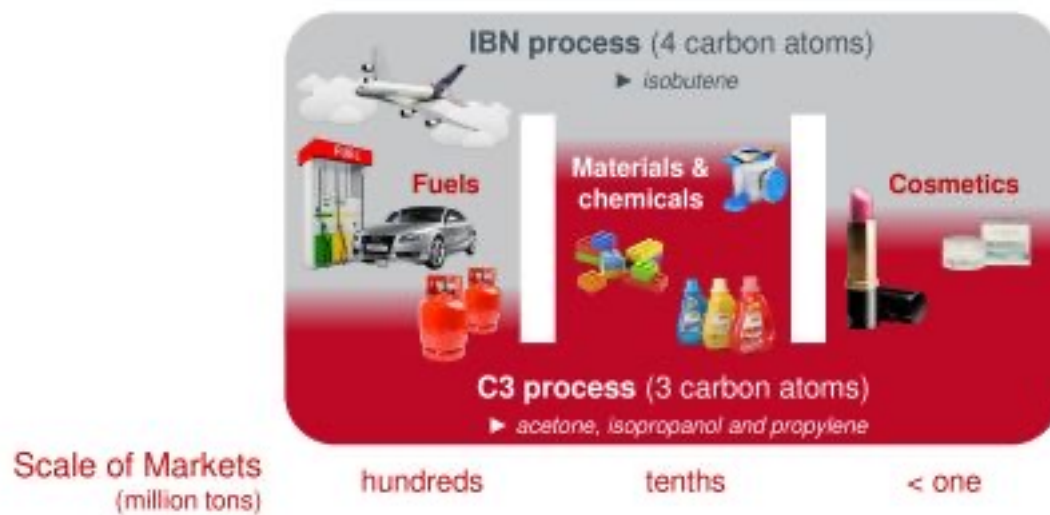 IBN process (4 carbon atoms)
► isobutene
Fuels
Materials &
chemicals
Cosmetics
C3 process (3 carbon atoms)
► acetone, isopropanol and propylene
Scale of Markets
(million tons)
hundreds
tenths
< one